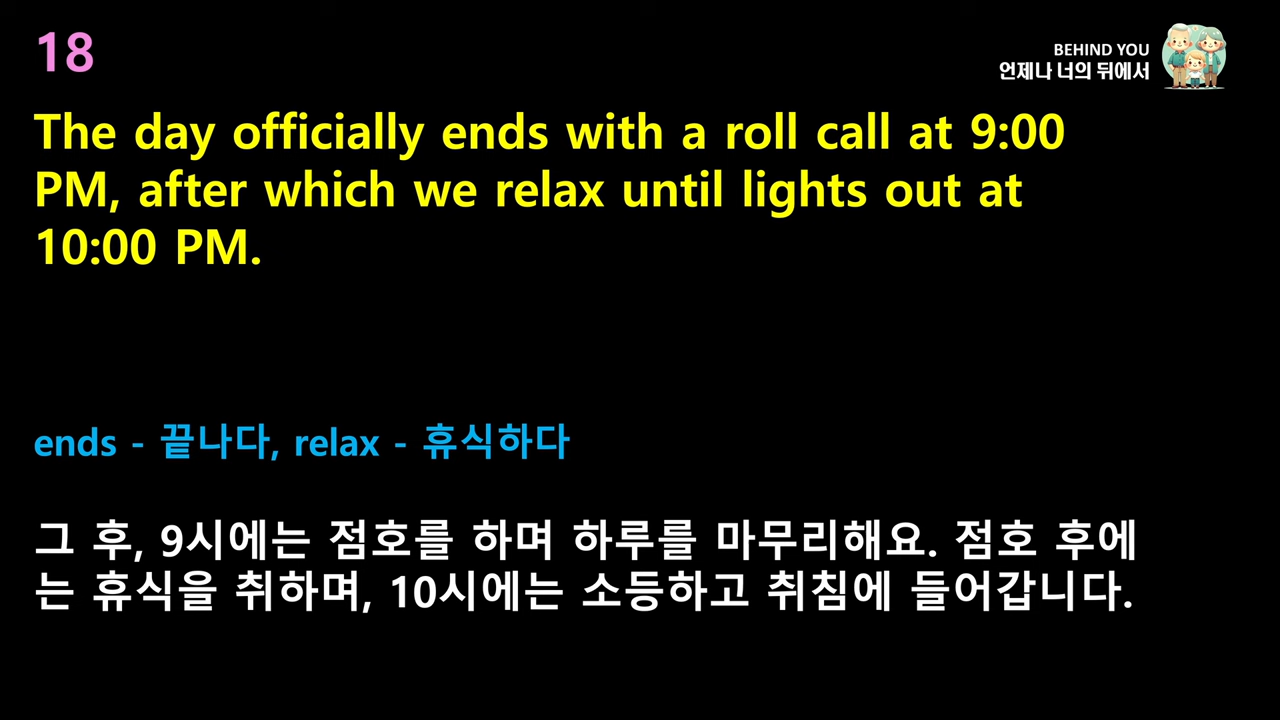 18
BEHIND YOU
언제나 너의 뒤에서
The day officially ends with a roll call at 9:00
PM, after which we relax until lights out at
10:00 PM.
ends - 끝나다, relax - 휴식하다
그 후, 9시에는 점호를 하며 하루를 마무리해요. 점호 후에
는 휴식을 취하며, 10시에는 소등하고 취침에 들어갑니다.